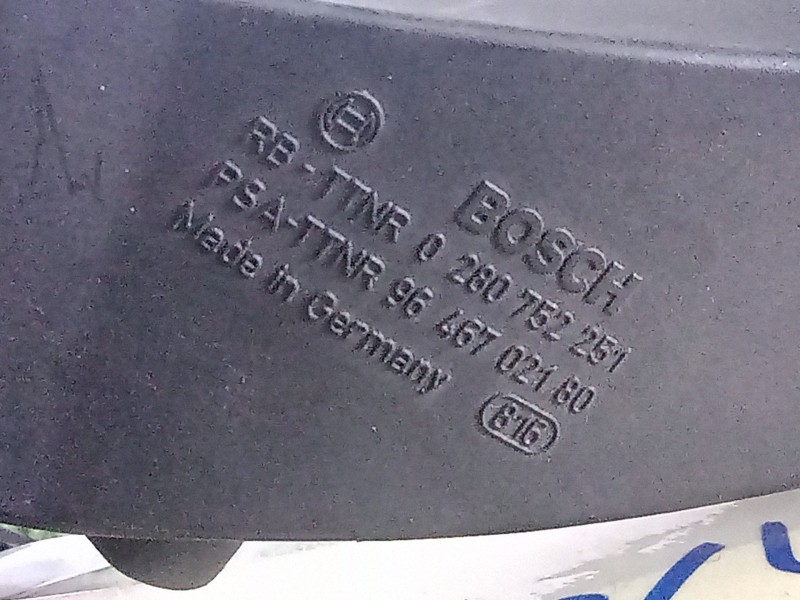 BOSCH
RB-TTNR 0 280 752 251
PSA-TTNR 96 467 021 80
Made in Germany
816